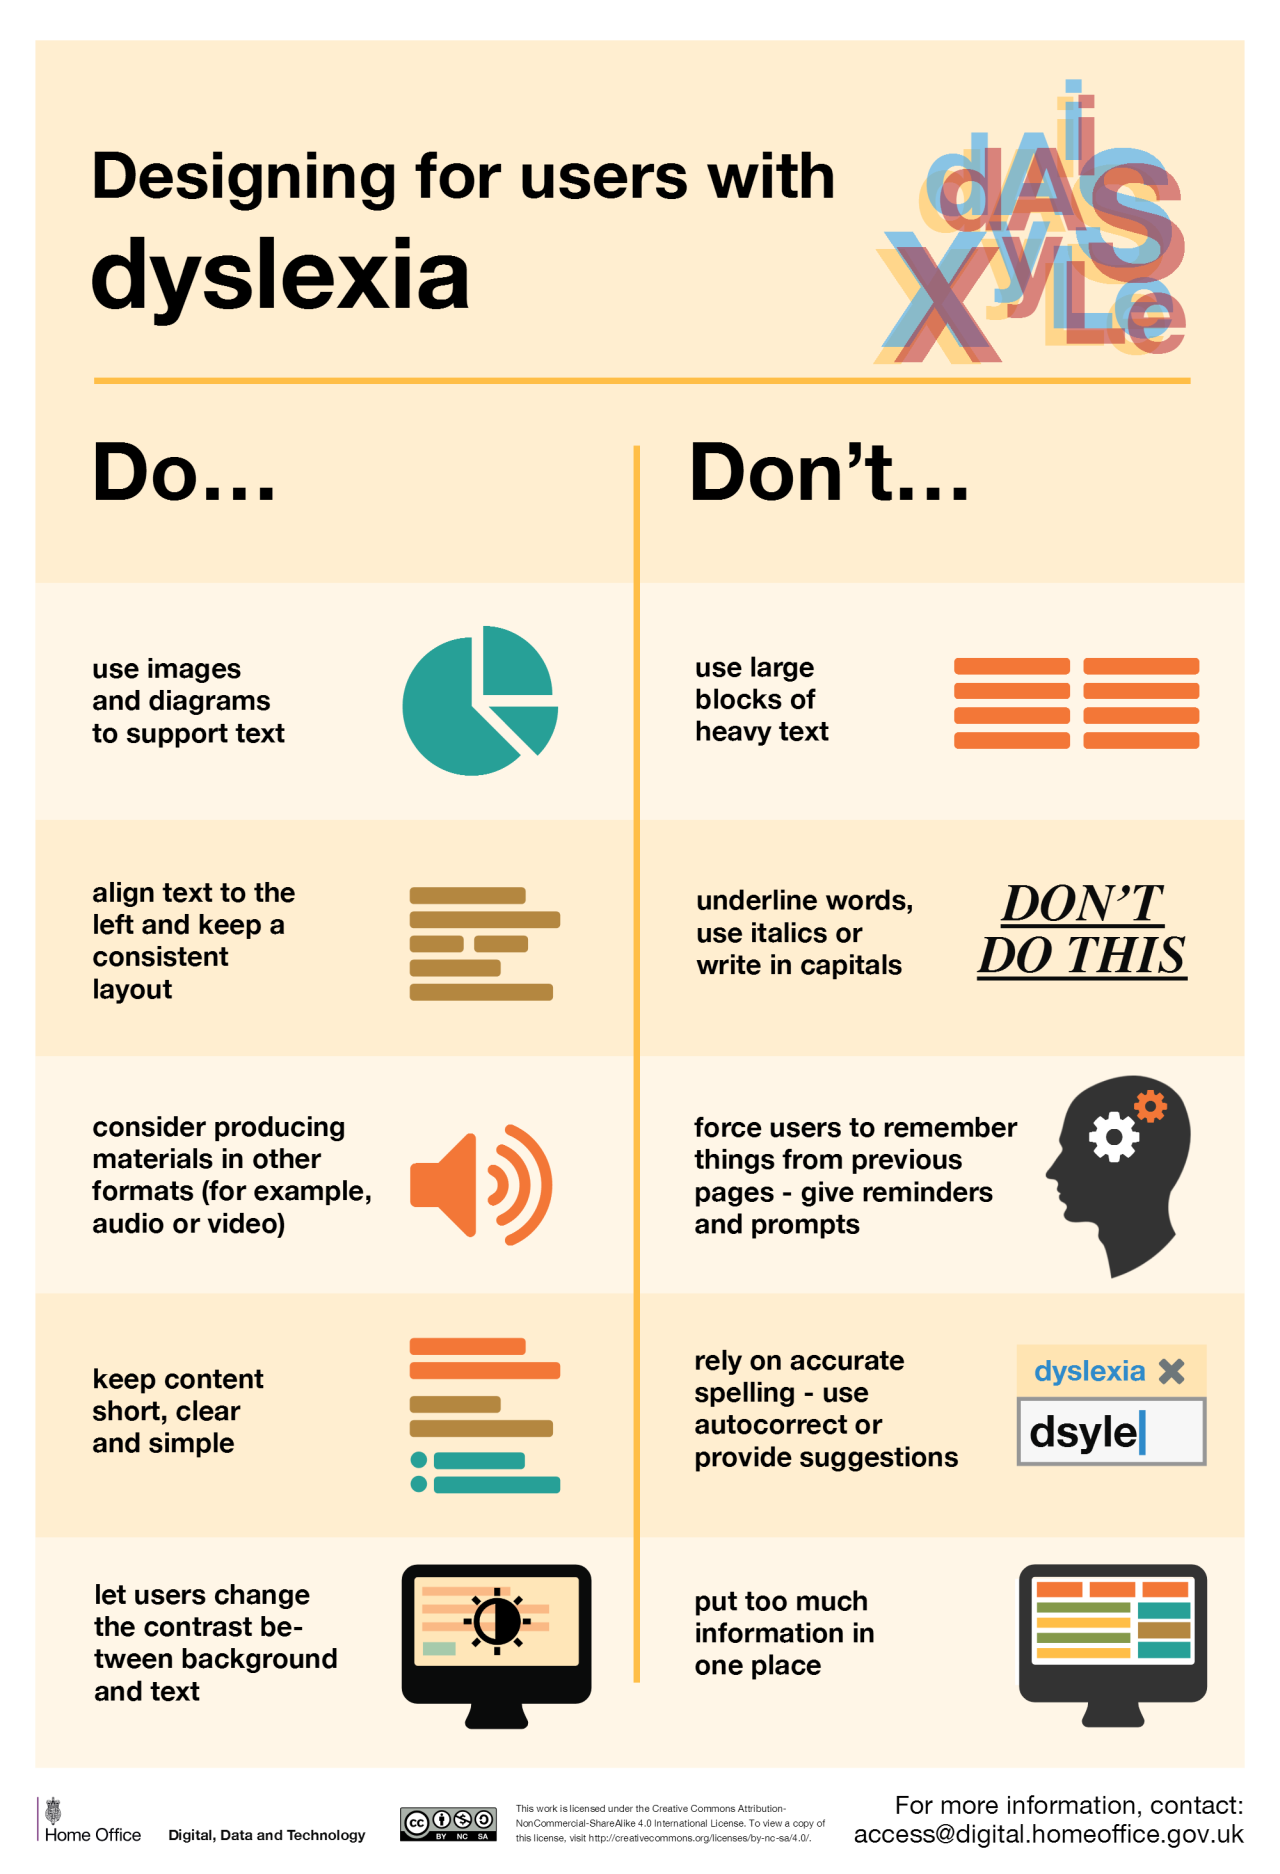 Designing for users with
dyslexia
d A i S
X y L e
Do…
Don’t…
use images
and diagrams
to support text
use large
blocks of
heavy text
align text to the
left and keep a
consistent
layout
underline words,
use italics or
write in capitals
DON’T
DO THIS
consider producing
materials in other
formats (for example,
audio or video)
force users to remember
things from previous
pages - give reminders
and prompts
keep content
short, clear
and simple
rely on accurate
spelling - use
autocorrect or
provide suggestions
dyslexia
dsyle
let users change
the contrast be-
tween background
and text
put too much
information in
one place
Home Office
Digital, Data and Technology
cc
BY NC SA
This work is licensed under the Creative Commons Attribution-
NonCommercial-ShareAlike 4.0 International License. To view a copy of
this license, visit http://creativecommons.org/licenses/by-nc-sa/4.0/.
For more information, contact:
access@digital.homeoffice.gov.uk